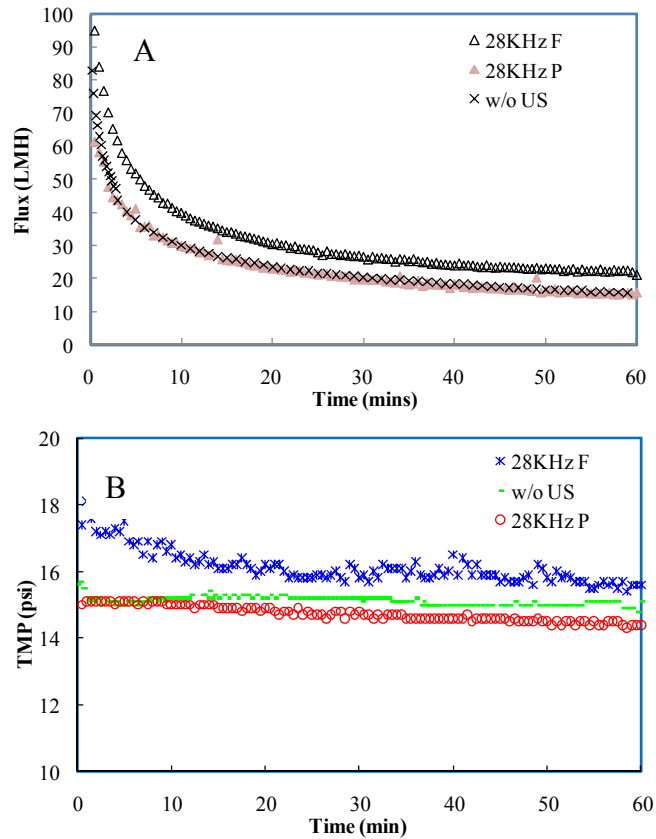 A
28KHz F
28KHz P
w/o US
Flux (LMH)
100
90
80
70
60
50
40
30
20
10
0
0 10 20 30 40 50 60
Time (mins)
B
28KHz F
w/o US
28KHz P
TMP (psi)
20
18
16
14
12
10
0 10 20 30 40 50 60
Time (min)